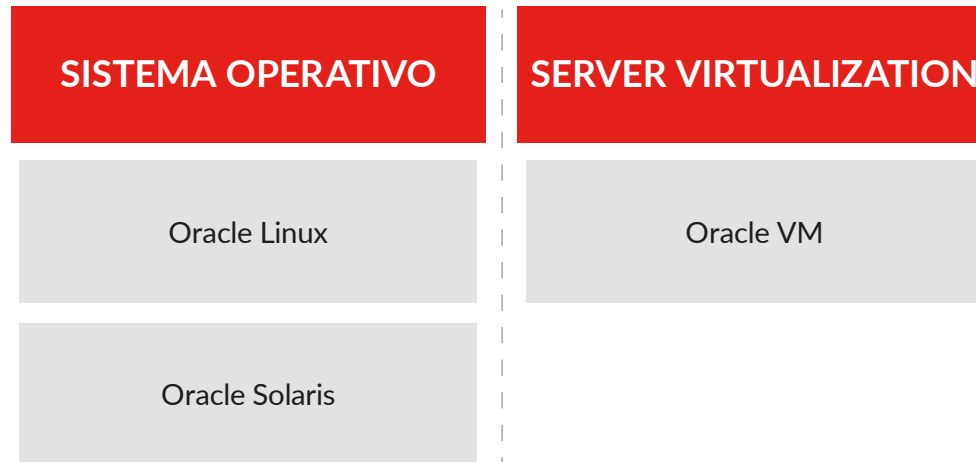 SISTEMA OPERATIVO
Oracle Linux
Oracle Solaris
SERVER VIRTUALIZATION
Oracle VM